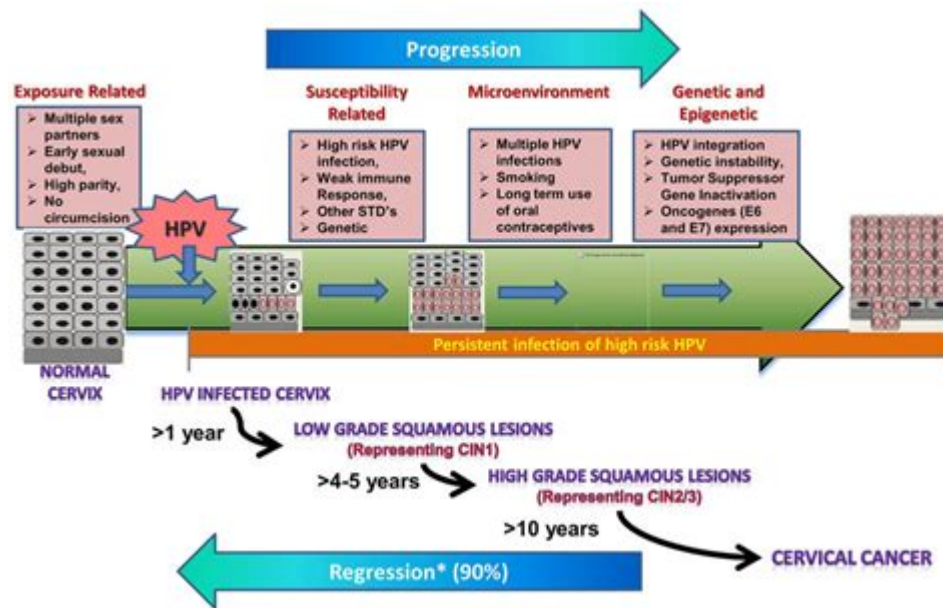 Progression
Exposure Related
➢ Multiple sex
partners
➢ Early sexual
debut,
➢ High parity,
➢ No
circumcision
Susceptibility
Related
➢ High risk HPV
infection,
➢ Weak immune
Response,
➢ Other STD's
➢ Genetic
Microenvironment
➢ Multiple HPV
infections
➢ Smoking
➢ Long term use
of oral
contraceptives
Genetic and
Epigenetic
➢ HPV integration
➢ Genetic instability,
➢ Tumor Suppressor
Gene Inactivation
➢ Oncogenes (E6
and E7) expression
HPV
Persistent infection of high risk HPV
NORMAL
CERVIX
HPV INFECTED CERVIX
>1 year
LOW GRADE SQUAMOUS LESIONS
(Representing CIN1)
>4-5 years
HIGH GRADE SQUAMOUS LESIONS
(Representing CIN2/3)
>10 years
CERVICAL CANCER
Regression* (90%)